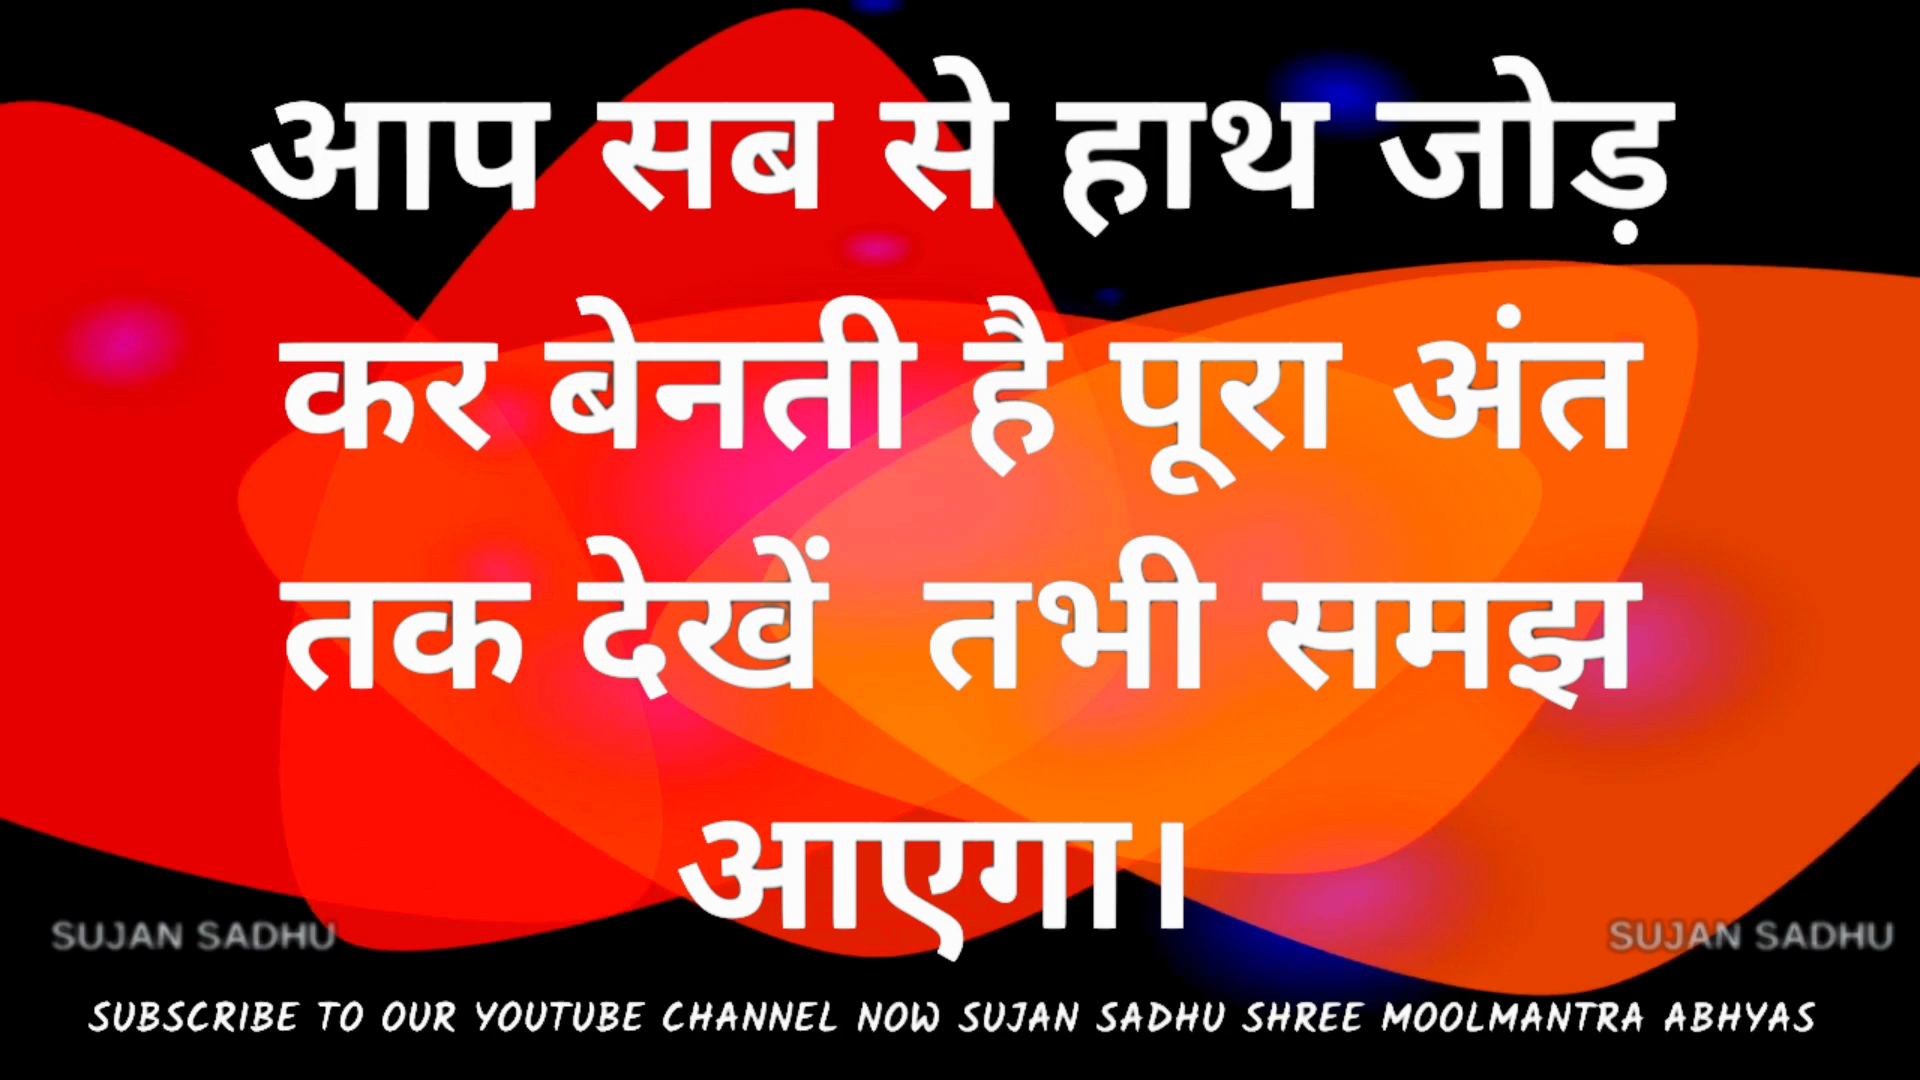 आप सब से हाथ जोड़
कर बेनती है पूरा अंत
तक देखें तभी समझ
आएगा।
SUJAN SADHU
SUJAN SADHU
SUBSCRIBE TO OUR YOUTUBE CHANNEL NOW SUJAN SADHU SHREE MOOLMANTRA ABHYAS